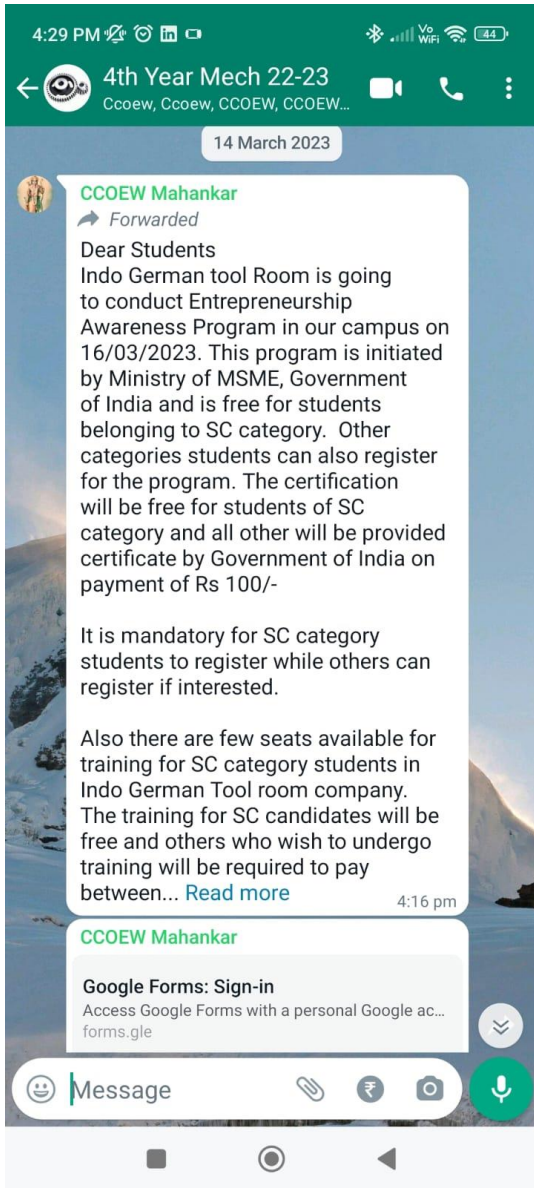 4:29 PM
Vo
WiFi
44
4th Year Mech 22-23
Ccoew, Ccoew, CCOEW, CCOEW...
14 March 2023
CCOEW Mahankar
Forwarded
Dear Students
Indo German tool Room is going
to conduct Entrepreneurship
Awareness Program in our campus on
16/03/2023. This program is initiated
by Ministry of MSME, Government
of India and is free for students
belonging to SC category.  Other
categories students can also register
for the program. The certification
will be free for students of SC
category and all other will be provided
certificate by Government of India on
payment of Rs 100/-
It is mandatory for SC category
students to register while others can
register if interested.
Also there are few seats available for
training for SC category students in
Indo German Tool room company.
The training for SC candidates will be
free and others who wish to undergo
training will be required to pay
between... Read more
4:16 pm
CCOEW Mahankar
Google Forms: Sign-in
Access Google Forms with a personal Google ac...
forms.gle
Message